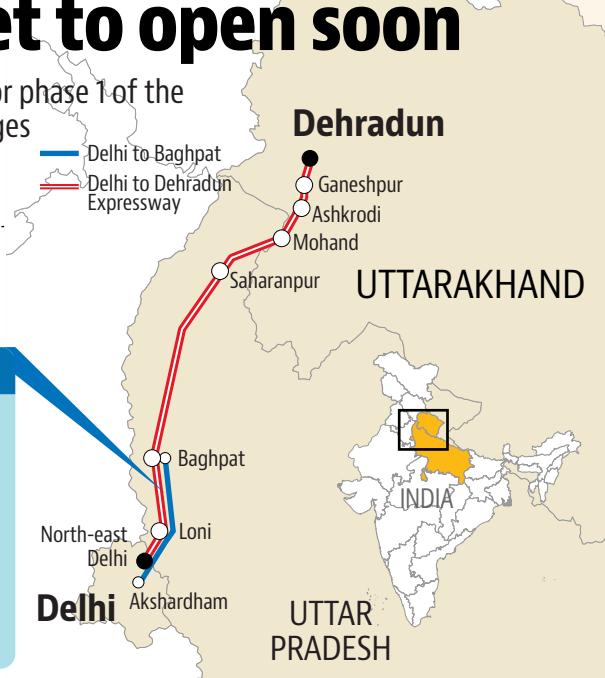 et to open soon
or phase 1 of the
ges
Delhi to Baghpat
Delhi to Dehradun
Expressway
Dehradun
Ganeshpur
Ashkrodi
Mohand
Saharanpur
UTTARAKHAND
Baghpat
INDIA
Loni
North-east
Delhi
Delhi
Akshardham
UTTAR
PRADESH